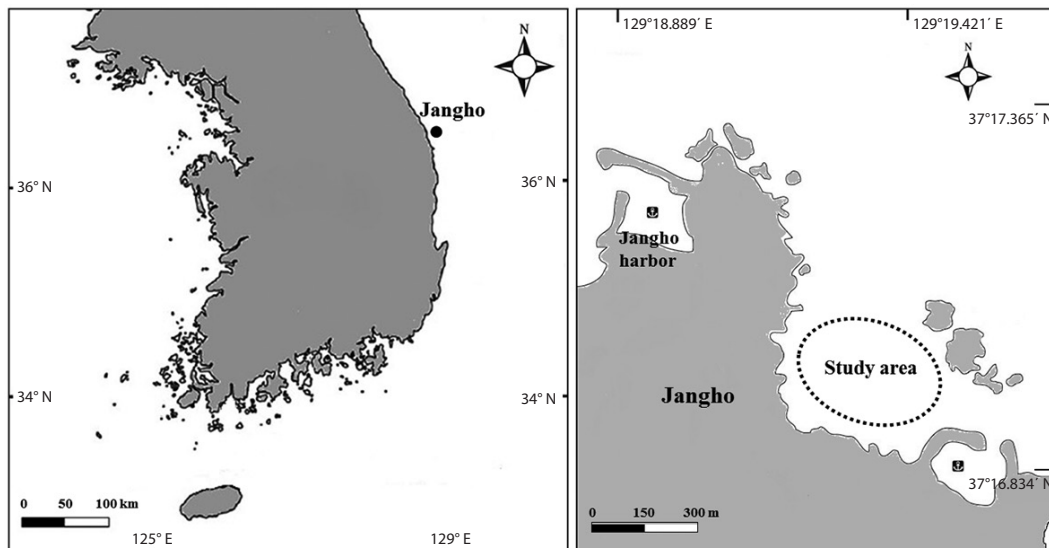 N
Jangho
36° N
34° N
0 50 100 km
125° E
129° E
129°18.889′ E
129°19.421′ E
N
37°17.365′ N
36° N
Jangho
harbor
Study area
Jangho
34° N
37°16.834′ N
0 150 300 m